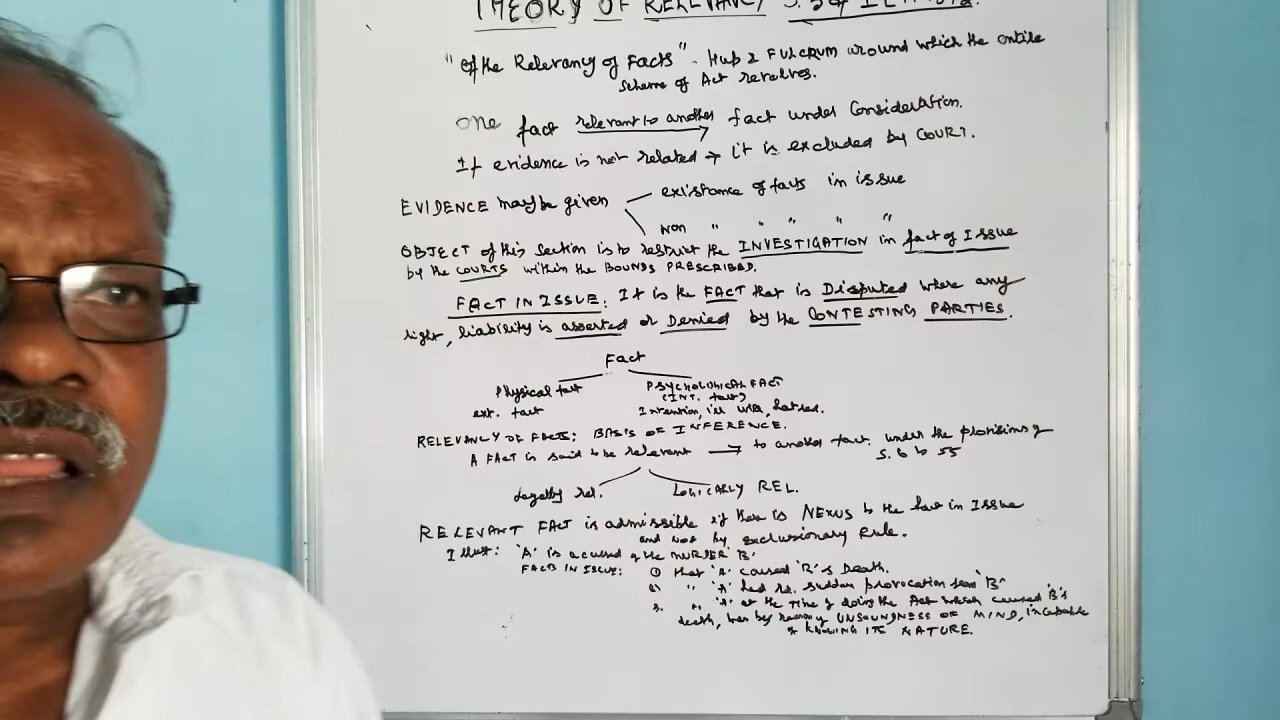 THEORY OF RELEVANCY S. 5 of
"Of the Relevancy of Facts" - Hub & FULCRUM around which the entire
Scheme of Act revolves.
One fact relevant to another fact under Consideration.
If evidence is not related → it is excluded by COURT.
EVIDENCE may be given
existance of facts in issue
Non " " " " "
OBJECT of this Section is to restrict the INVESTIGATION in fact of Issue
by the COURTS within the BOUNDS PRESCRIBED.
FACT IN ISSUE: It is the FACT that is Disputed where any
right, liability is asserted or Denied by the CONTESTING PARTIES.
Fact
Physical fact PSYCHOLOGICAL FACT
ext. fact (INT. fact)
Intention, ill will, hatred.
RELEVANCY OF FACTS: BASIS OF INFERENCE.
A FACT is said to be relevant → to another fact under the provisions of
S. 6 to 55
Legally rel. LOGICALLY REL.
RELEVANT FACT is admissible if there is NEXUS to the fact in Issue
and not by exclusionary Rule.
Illust: 'A' is accused of the MURDER 'B'
FACTS IN ISSUE: ① that 'A' caused 'B's Death.
2) " 'A' had re. sudden provocation from 'B'
3. " 'A' at the time of doing the Act which caused 'B's
death, was by reason of UNSOUNDNESS OF MIND, incapable
of KNOWING ITS NATURE.